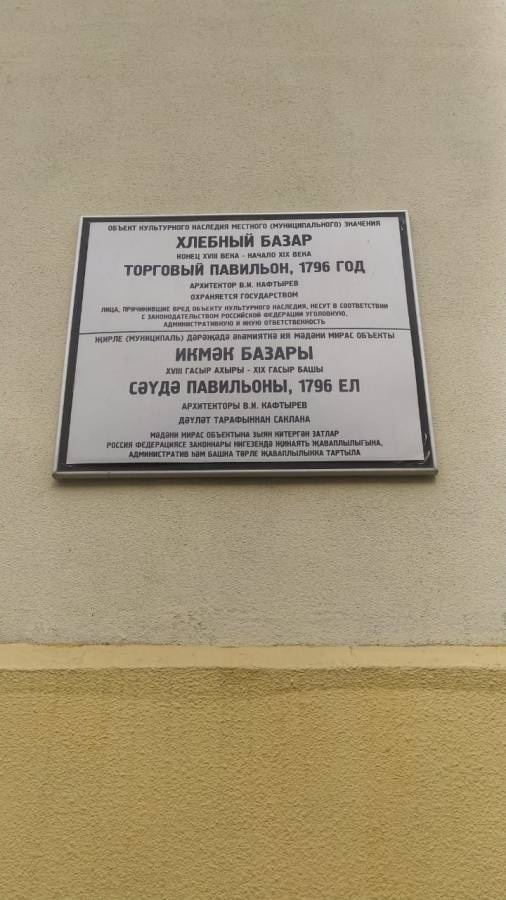 ОБЪЕКТ КУЛЬТУРНОГО НАСЛЕДИЯ МЕСТНОГО (МУНИЦИПАЛЬНОГО) ЗНАЧЕНИЯ
ХЛЕБНЫЙ БАЗАР
КОНЕЦ XVIII ВЕКА - НАЧАЛО XIX ВЕКА
ТОРГОВЫЙ ПАВИЛЬОН, 1796 ГОД
АРХИТЕКТОР В.И. КАФТЫРЕВ
ОХРАНЯЕТСЯ ГОСУДАРСТВОМ
ЛИЦА, ПРИЧИНИВШИЕ ВРЕД ОБЪЕКТУ КУЛЬТУРНОГО НАСЛЕДИЯ, НЕСУТ В СООТВЕТСТВИИ
С ЗАКОНОДАТЕЛЬСТВОМ РОССИЙСКОЙ ФЕДЕРАЦИИ УГОЛОВНУЮ,
АДМИНИСТРАТИВНУЮ И ИНУЮ ОТВЕТСТВЕННОСТЬ
ҖИРЛЕ (МУНИЦИПАЛЬ) ДӘРӘҖӘДӘ ӘҺӘМИЯТКӘ ИЯ МӘДӘНИ МИРАС ОБЪЕКТЫ
ИКМӘК БАЗАРЫ
XVIII ГАСЫР АХЫРЫ - XIX ГАСЫР БАШЫ
СӘҮДӘ ПАВИЛЬОНЫ, 1796 ЕЛ
АРХИТЕКТОРЫ В.И. КАФТЫРЕВ
ДӘҮЛӘТ ТАРАФЫННАН САКЛАНА
МӘДӘНИ МИРАС ОБЪЕКТЫНА ЗЫЯН КИТЕРГӘН ЗАТЛАР
РОССИЯ ФЕДЕРАЦИЯСЕ ЗАКОННАРЫ НИГЕЗЕНДӘ ҖИНАЯТЬ ҖАВАПЛЫЛЫГЫНА,
АДМИНИСТРАТИВ ҺӘМ БАШКА ТӨРЛЕ ҖАВАПЛЫЛЫККА ТАРТЫЛА